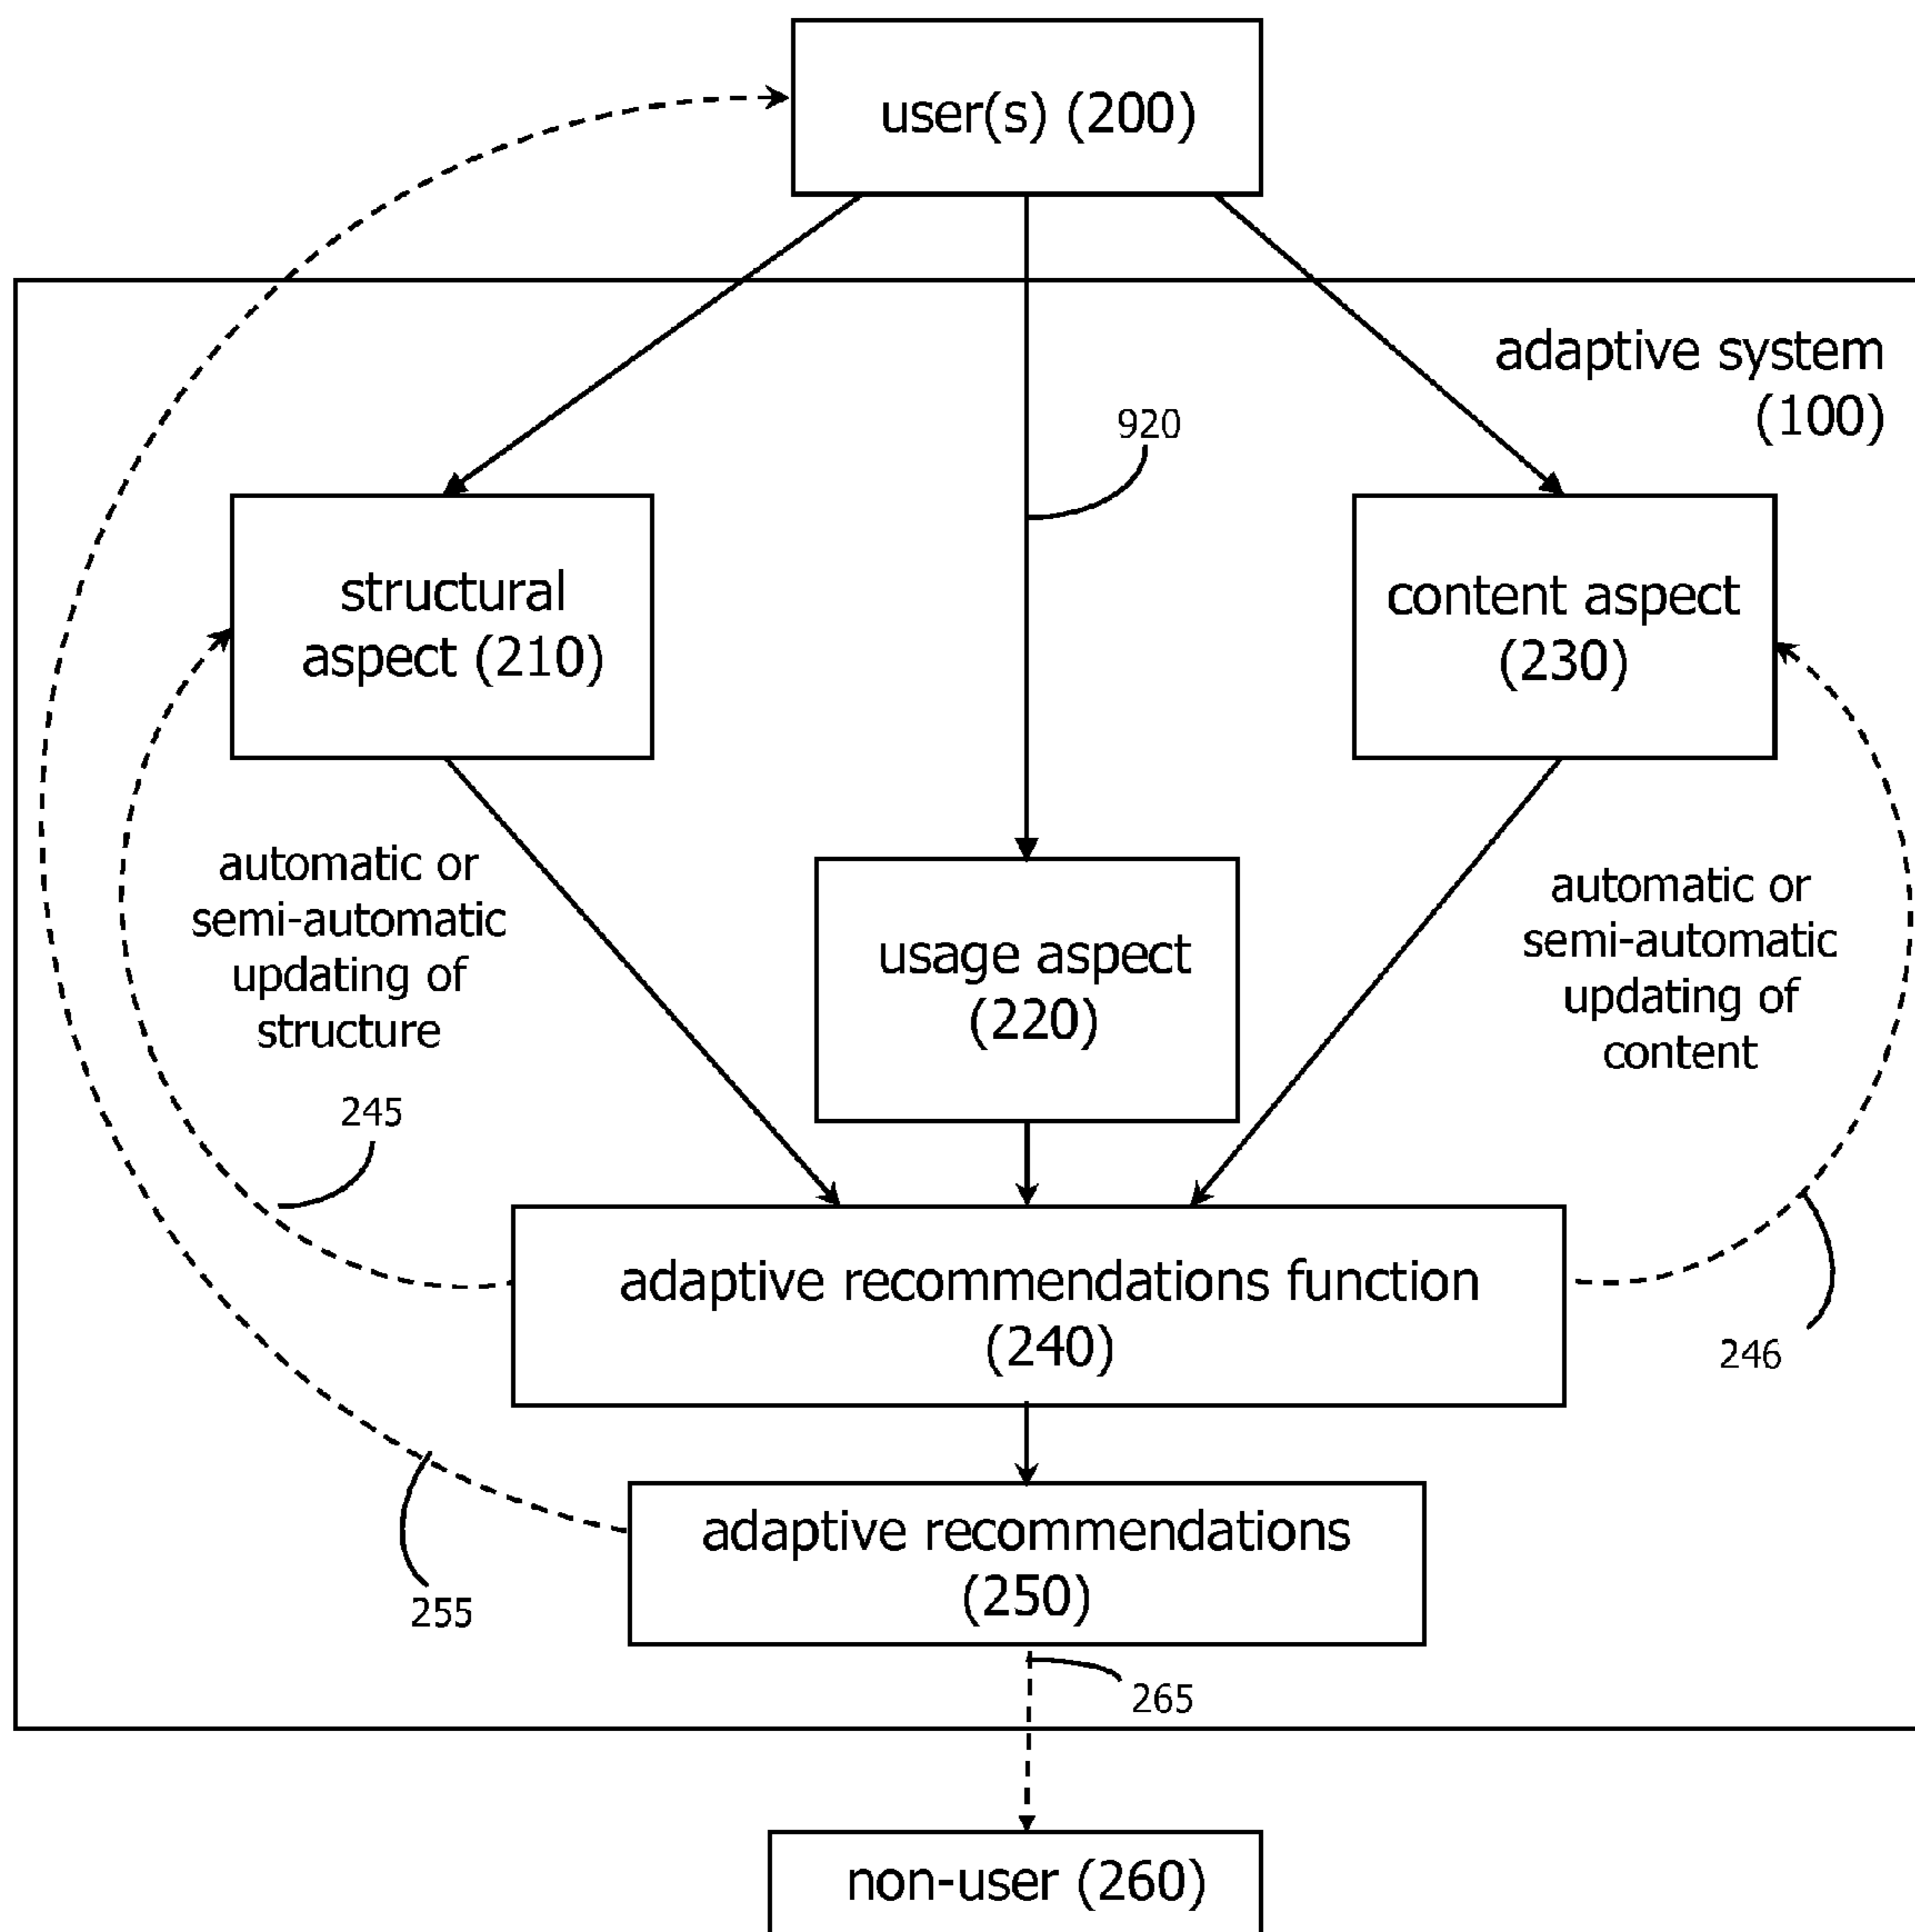 user(s) (200)
adaptive system
(100)
920
structural
aspect (210)
content aspect
(230)
automatic or
semi-automatic
updating of
structure
usage aspect
(220)
automatic or
semi-automatic
updating of
content
245
adaptive recommendations function
(240)
246
adaptive recommendations
(250)
255
265
non-user (260)